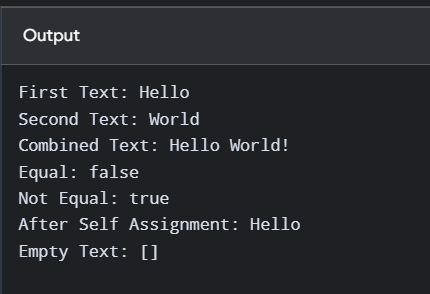 Output
First Text: Hello
Second Text: World
Combined Text: Hello World!
Equal: false
Not Equal: true
After Self Assignment: Hello
Empty Text: []